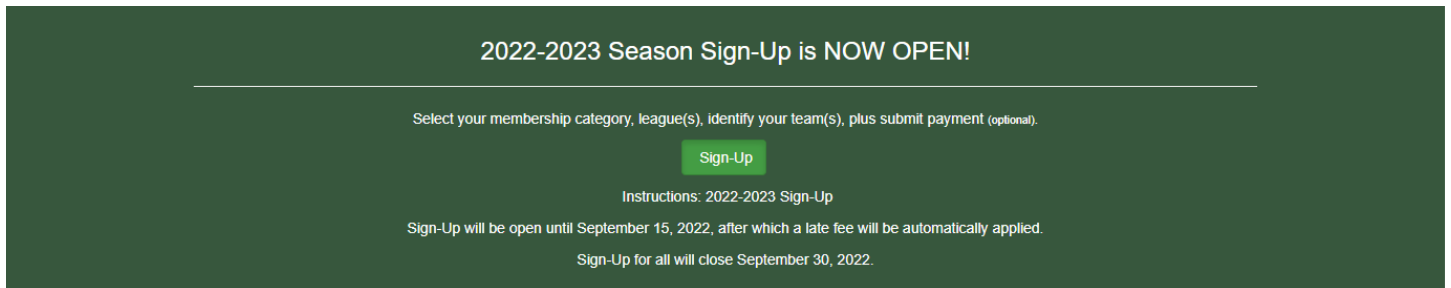 2022-2023 Season Sign-Up is NOW OPEN!
Select your membership category, league(s), identify your team(s), plus submit payment (optional).
Sign-Up
Instructions: 2022-2023 Sign-Up
Sign-Up will be open until September 15, 2022, after which a late fee will be automatically applied.
Sign-Up for all will close September 30, 2022.